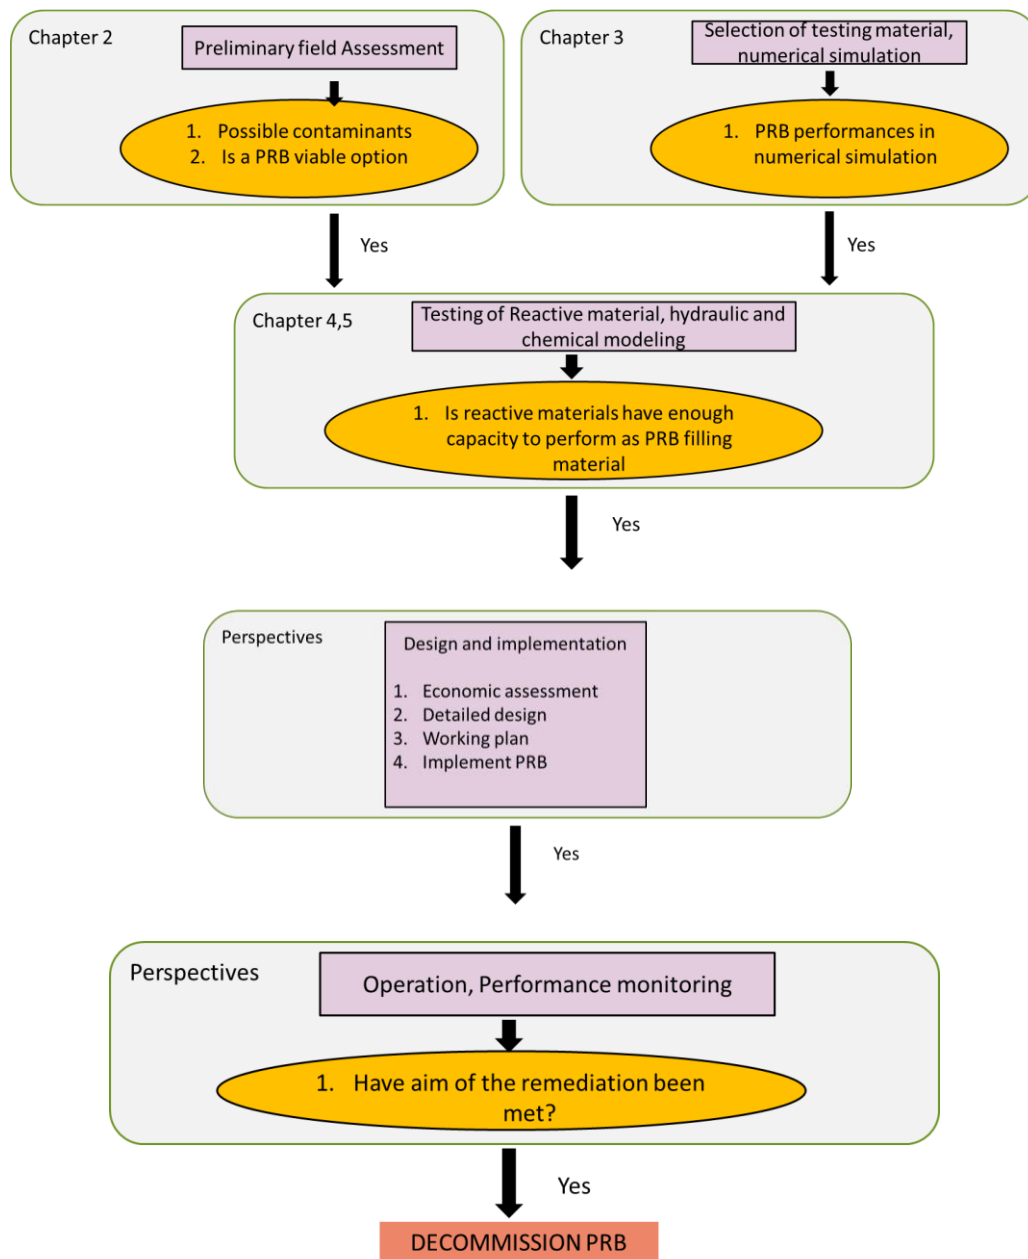 Chapter 2
Preliminary field Assessment
1. Possible contaminants
2. Is a PRB viable option
Chapter 3
Selection of testing material,
numerical simulation
1. PRB performances in
numerical simulation
Yes
Yes
Chapter 4,5
Testing of Reactive material, hydraulic and
chemical modeling
1. Is reactive materials have enough
capacity to perform as PRB filling
material
Yes
Perspectives
Design and implementation
1. Economic assessment
2. Detailed design
3. Working plan
4. Implement PRB
Yes
Perspectives
Operation, Performance monitoring
1. Have aim of the remediation been
met?
Yes
DECOMMISSION PRB